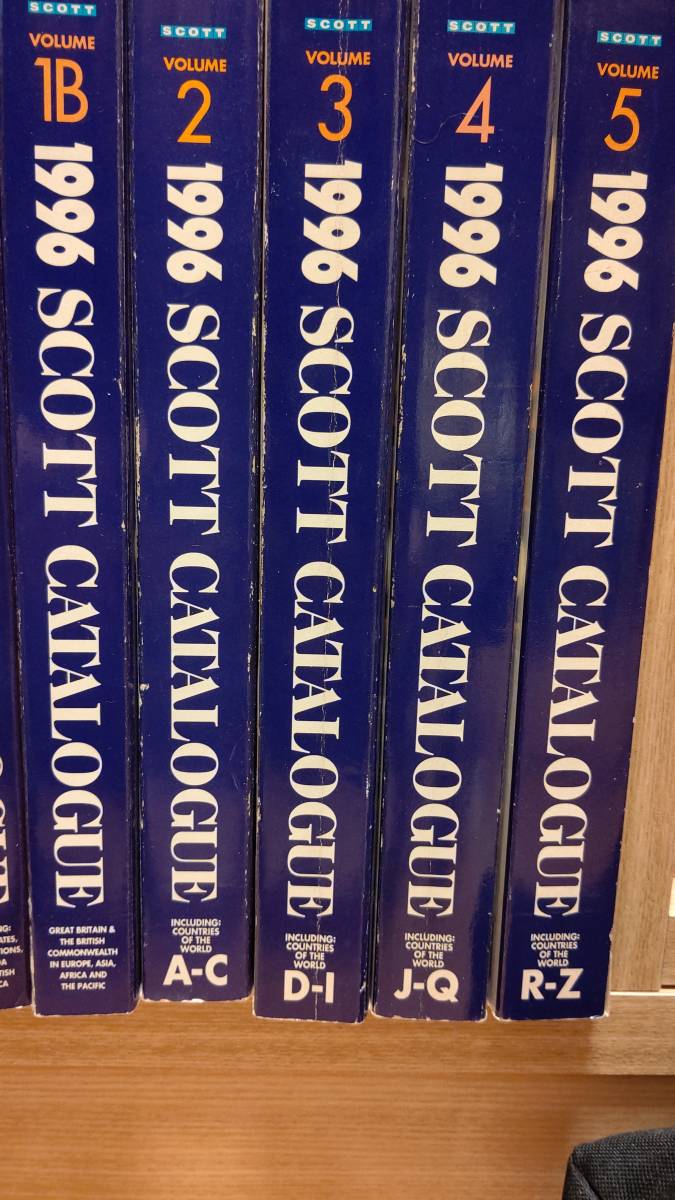 GUE
SCOTT
VOLUME
1B
1996 SCOTT CATALOGUE
GREAT BRITAIN &
THE BRITISH
COMMONWEALTH
IN EUROPE, ASIA,
AFRICA AND
THE PACIFIC
SCOTT
VOLUME
2
1996 SCOTT CATALOGUE
INCLUDING:
COUNTRIES
OF THE
WORLD
A-C
SCOTT
VOLUME
3
1996 SCOTT CATALOGUE
INCLUDING:
COUNTRIES
OF THE
WORLD
D-I
SCOTT
VOLUME
4
1996 SCOTT CATALOGUE
INCLUDING:
COUNTRIES
OF THE
WORLD
J-Q
SCOTT
VOLUME
5
1996 SCOTT CATALOGUE
INCLUDING:
COUNTRIES
OF THE
WORLD
R-Z